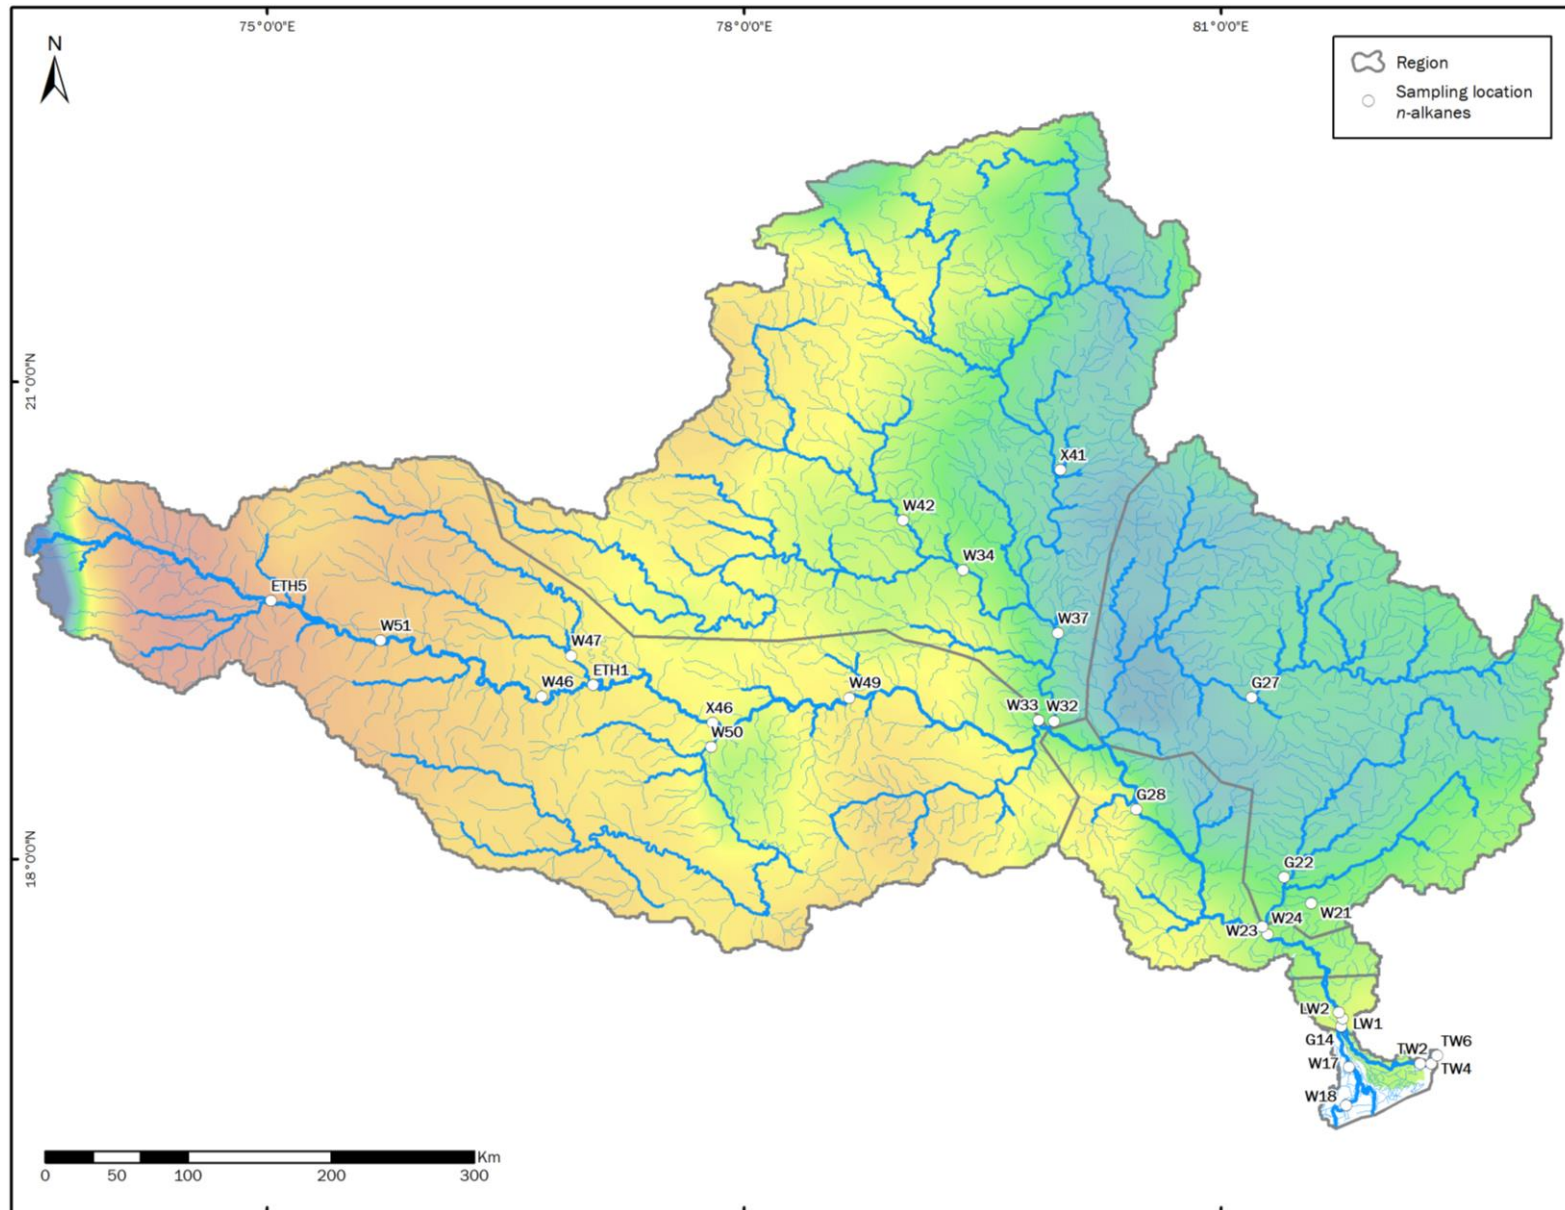 75°0'0"E
78°0'0"E
81°0'0"E
N
Region
Sampling location
n-alkanes
21°0'0"N
18°0'0"N
X41
W42
W34
ETH5
W37
W51
W47
ETH1
W46
G27
W49
X46
W33
W32
W50
G28
G22
W21
W24
W23
LW2
LW1
G14
TW6
TW2
W17
TW4
W18
Km
0
50
100
200
300